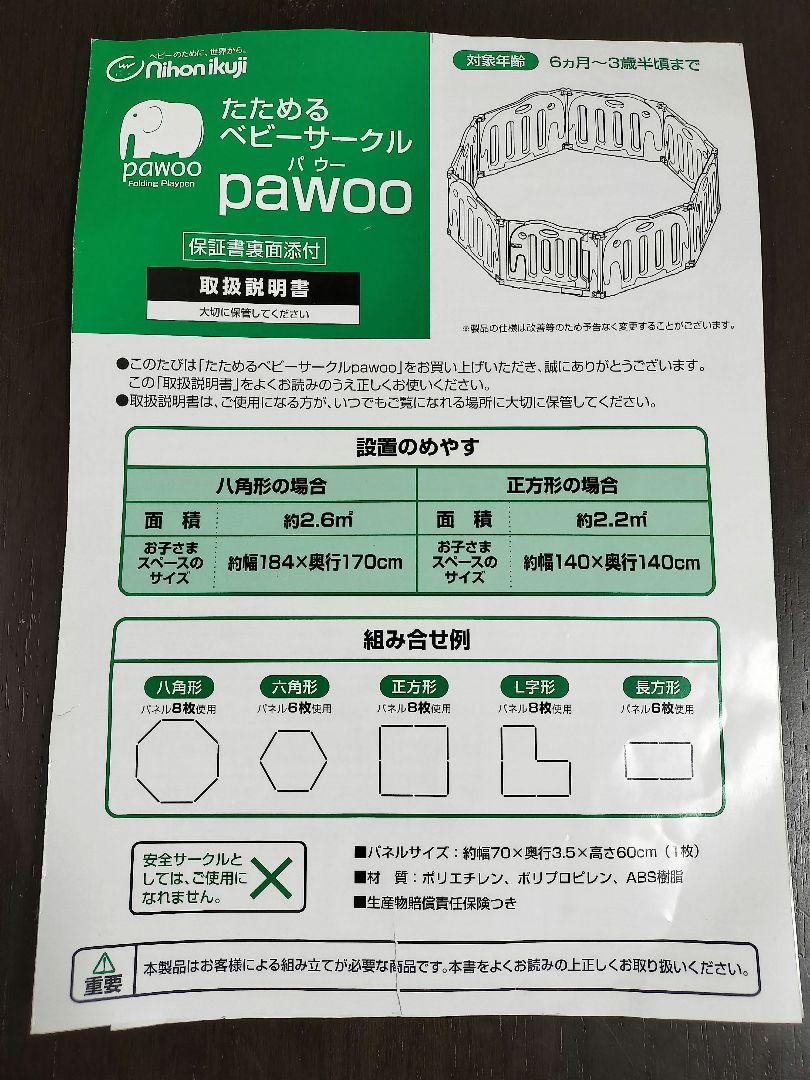 ベビーのために、世界から。
Nihon ikuji
pawoo
Folding Playpen
たためる
ベビーサークル
パウー
pawoo
保証書裏面添付
取扱説明書
大切に保管してください
対象年齢 6ヵ月〜3歳半頃まで
※製品の仕様は改善等のため予告なく変更することがございます。
●このたびは「たためるベビーサークルpawoo」をお買い上げいただき、誠にありがとうございます。
この「取扱説明書」をよくお読みのうえ正しくお使いください。
●取扱説明書は、ご使用になる方が、いつでもご覧になれる場所に大切に保管してください。
設置のめやす
八角形の場合 正方形の場合
面 積 約2.6㎡ 面 積 約2.2㎡
お子さま
スペースの
サイズ
約幅184×奥行170cm
お子さま
スペースの
サイズ
約幅140×奥行140cm
組み合せ例
八角形 六角形 正方形 L字形 長方形
パネル8枚使用 パネル6枚使用 パネル8枚使用 パネル8枚使用 パネル6枚使用
安全サークルと
しては、ご使用に
なれません。
■パネルサイズ：約幅70×奥行3.5×高さ60cm（1枚）
■材 質：ポリエチレン、ポリプロピレン、ABS樹脂
■生産物賠償責任保険つき
重要
本製品はお客様による組み立てが必要な商品です。本書をよくお読みの上正しくお取り扱いください。